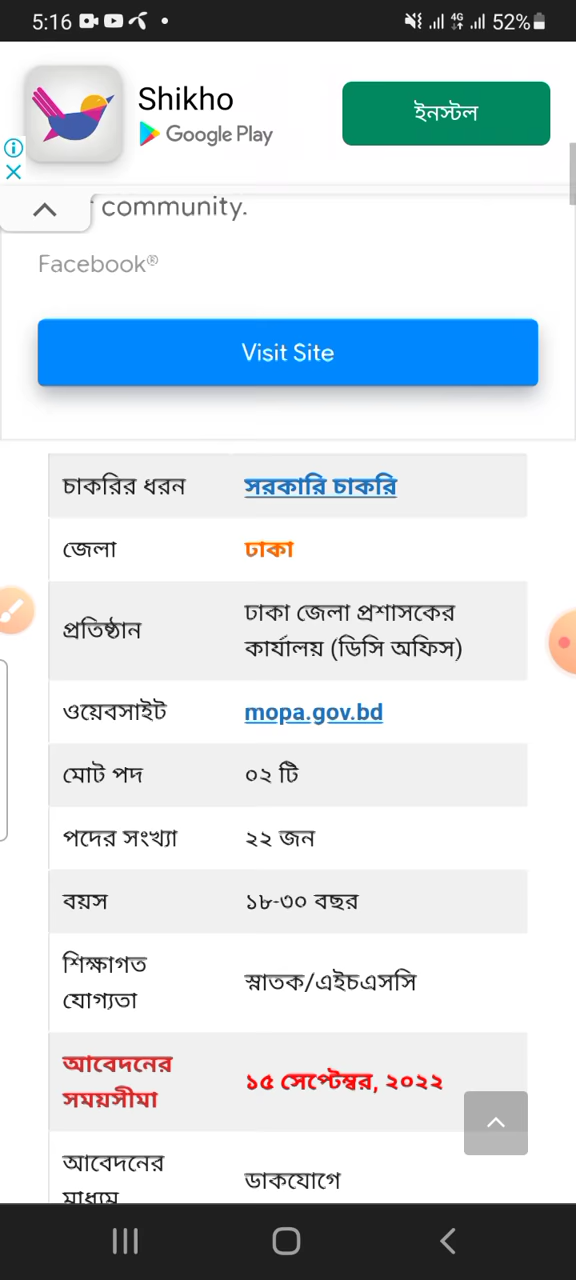 5:16
4G
52%
Shikho
Google Play
ইনস্টল
community.
Facebook®
Visit Site
চাকরির ধরন
সরকারি চাকরি
জেলা
ঢাকা
প্রতিষ্ঠান
ঢাকা জেলা প্রশাসকের
কার্যালয় (ডিসি অফিস)
ওয়েবসাইট
mopa.gov.bd
মোট পদ
০২ টি
পদের সংখ্যা
২২ জন
বয়স
১৮-৩০ বছর
শিক্ষাগত
যোগ্যতা
স্নাতক/এইচএসসি
আবেদনের
সময়সীমা
১৫ সেপ্টেম্বর, ২০২২
আবেদনের
মাধ্যম
ডাকযোগে